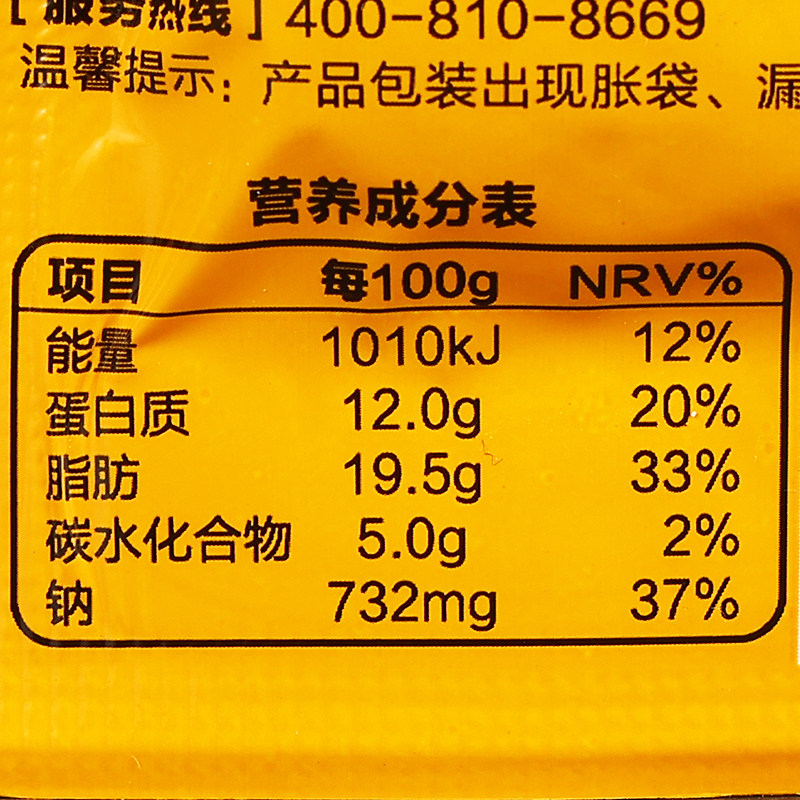 [服务热线] 400-810-8669
温馨提示：产品包装出现胀袋、漏
营养成分表
项目 每100g NRV%
能量 1010kJ 12%
蛋白质 12.0g 20%
脂肪 19.5g 33%
碳水化合物 5.0g 2%
钠 732mg 37%